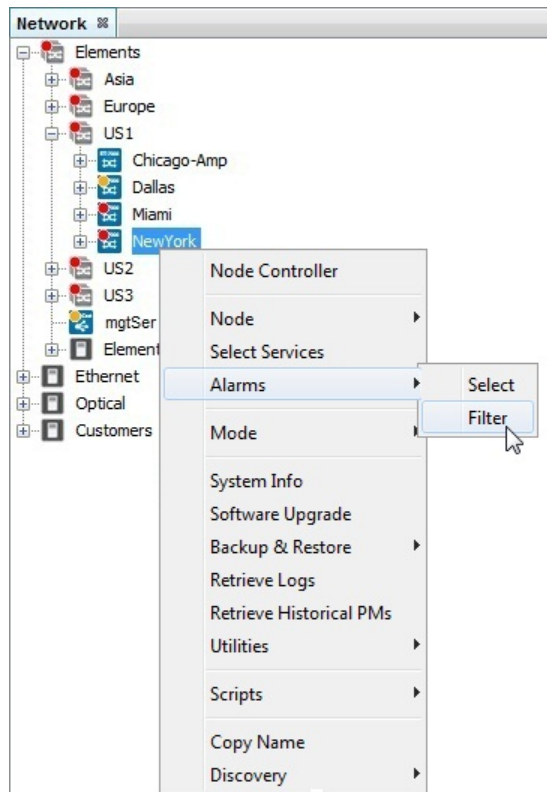 Network
Elements
Asia
Europe
US1
Chicago-Amp
Dallas
Miami
NewYork
US2
US3
mgtSer
Element
Ethernet
Optical
Customers
Node Controller
Node
Select Services
Alarms
Mode
System Info
Software Upgrade
Backup & Restore
Retrieve Logs
Retrieve Historical PMs
Utilities
Scripts
Copy Name
Discovery
Select
Filter